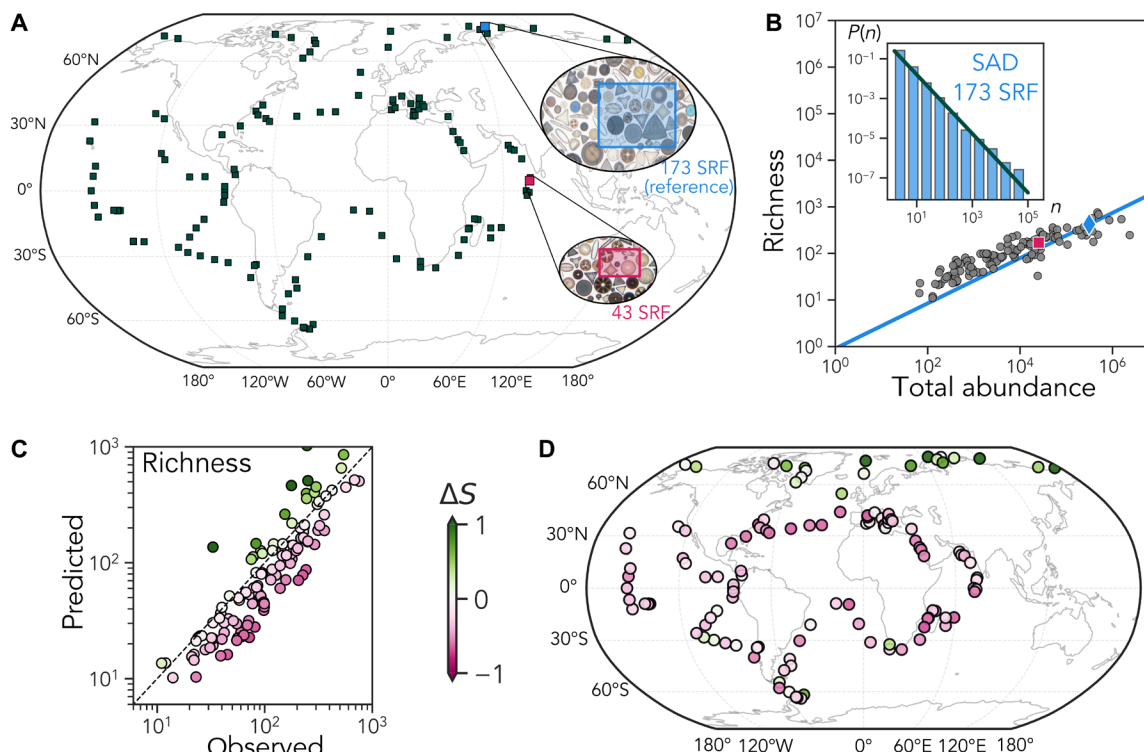 A
60°N
30°N
0°
30°S
60°S
180°
120°W
60°W
0°
60°E
120°E
180°
173 SRF
(reference)
43 SRF
B
Richness
10⁷
10⁶
10⁵
10⁴
10³
10²
10¹
10⁰
10⁰
10²
10⁴
10⁶
Total abundance
P(n)
10⁻¹
10⁻³
10⁻⁵
10⁻⁷
10¹
10³
10⁵
n
SAD
173 SRF
C
Richness
Predicted
10³
10²
10¹
10¹
10²
10³
Observed
ΔS
1
0
−1
D
60°N
30°N
0°
30°S
60°S
180°
120°W
0°
60°E
120°E
180°